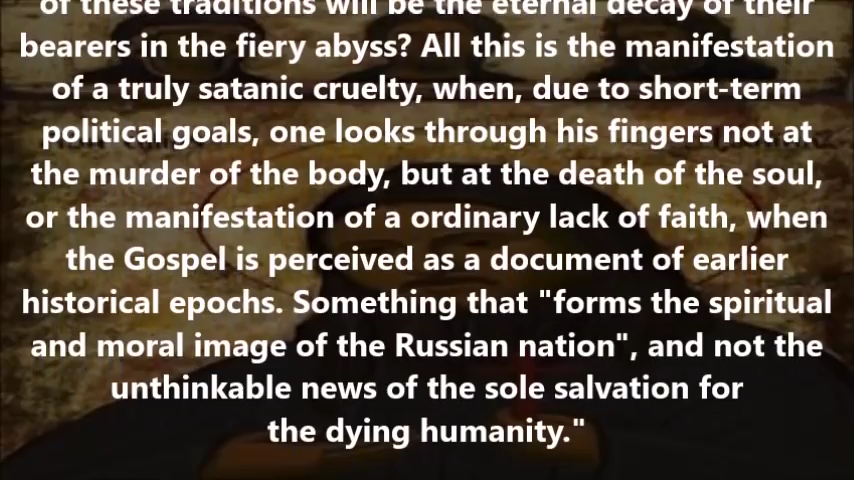 of these traditions will be the eternal decay of their
bearers in the fiery abyss? All this is the manifestation
of a truly satanic cruelty, when, due to short-term
political goals, one looks through his fingers not at
the murder of the body, but at the death of the soul,
or the manifestation of a ordinary lack of faith, when
the Gospel is perceived as a document of earlier
historical epochs. Something that "forms the spiritual
and moral image of the Russian nation", and not the
unthinkable news of the sole salvation for
the dying humanity."